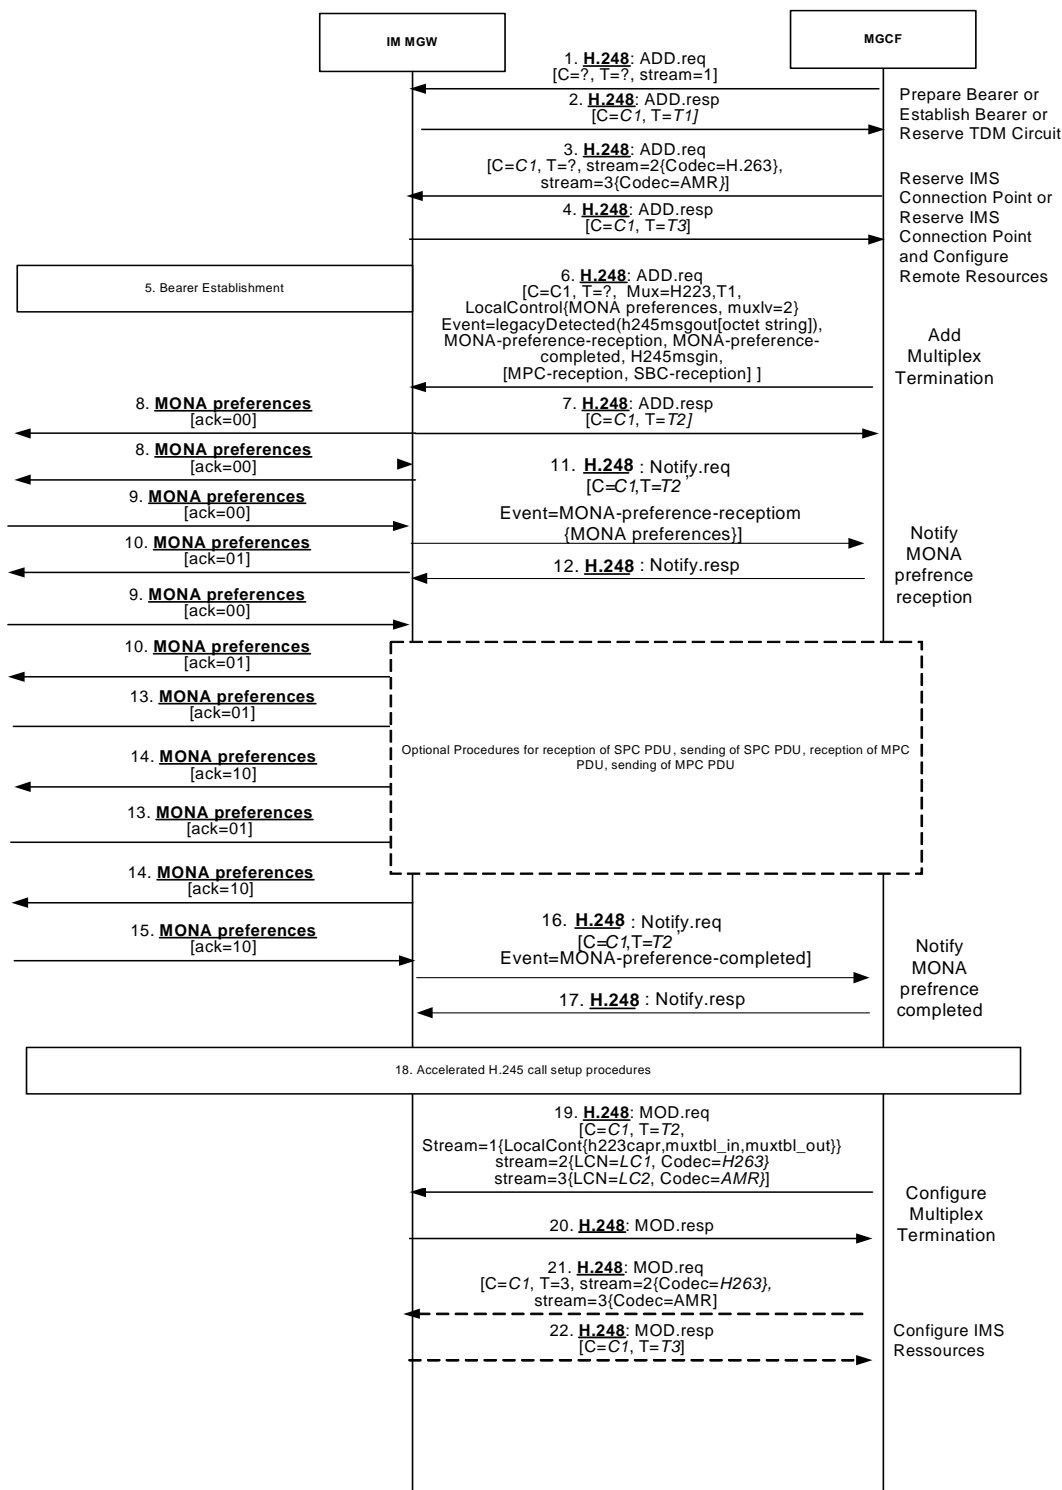 IM MGW
MGCF
1. H.248: ADD.req
[C=?, T=?, stream=1]
2. H.248: ADD.resp
[C=C1, T=T1]
Prepare Bearer or
Establish Bearer or
Reserve TDM Circuit
3. H.248: ADD.req
[C=C1, T=?, stream=2{Codec=H.263},
stream=3{Codec=AMR}]
4. H.248: ADD.resp
[C=C1, T=T3]
Reserve IMS
Connection Point or
Reserve IMS
Connection Point
and Configure
Remote Resources
5. Bearer Establishment
6. H.248: ADD.req
[C=C1, T=?, Mux=H223,T1,
LocalControl{MONA preferences, muxlv=2}
Event=legacyDetected(h245msgout[octet string]),
MONA-preference-reception, MONA-preference-
completed, H245msgin,
[MPC-reception, SBC-reception] ]
Add
Multiplex
Termination
8. MONA preferences
[ack=00]
7. H.248: ADD.resp
[C=C1, T=T2]
8. MONA preferences
[ack=00]
11. H.248 : Notify.req
[C=C1,T=T2 ,
Event=MONA-preference-receptiom
{MONA preferences}]
9. MONA preferences
[ack=00]
10. MONA preferences
[ack=01]
12. H.248 : Notify.resp
Notify
MONA
prefrence
reception
9. MONA preferences
[ack=00]
10. MONA preferences
[ack=01]
13. MONA preferences
[ack=01]
Optional Procedures for reception of SPC PDU, sending of SPC PDU, reception of MPC
PDU, sending of MPC PDU
14. MONA preferences
[ack=10]
13. MONA preferences
[ack=01]
14. MONA preferences
[ack=10]
15. MONA preferences
[ack=10]
16. H.248 : Notify.req
[C=C1,T=T2 ,
Event=MONA-preference-completed]
17. H.248 : Notify.resp
Notify
MONA
prefrence
completed
18. Accelerated H.245 call setup procedures
19. H.248: MOD.req
[C=C1, T=T2,
Stream=1{LocalCont{h223capr,muxtbl_in,muxtbl_out}}
stream=2{LCN=LC1, Codec=H263}
stream=3{LCN=LC2, Codec=AMR}]
20. H.248: MOD.resp
Configure
Multiplex
Termination
21. H.248: MOD.req
[C=C1, T=3, stream=2{Codec=H263},
stream=3{Codec=AMR]
22. H.248: MOD.resp
[C=C1, T=T3]
Configure IMS
Ressources